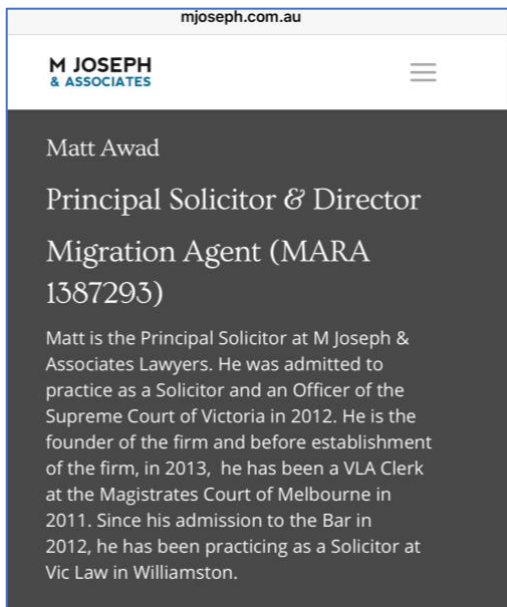 mjoseph.com.au
M JOSEPH
& ASSOCIATES
Matt Awad
Principal Solicitor & Director
Migration Agent (MARA
1387293)
Matt is the Principal Solicitor at M Joseph &
Associates Lawyers. He was admitted to
practice as a Solicitor and an Officer of the
Supreme Court of Victoria in 2012. He is the
founder of the firm and before establishment
of the firm, in 2013,  he has been a VLA Clerk
at the Magistrates Court of Melbourne in
2011. Since his admission to the Bar in
2012, he has been practicing as a Solicitor at
Vic Law in Williamston.